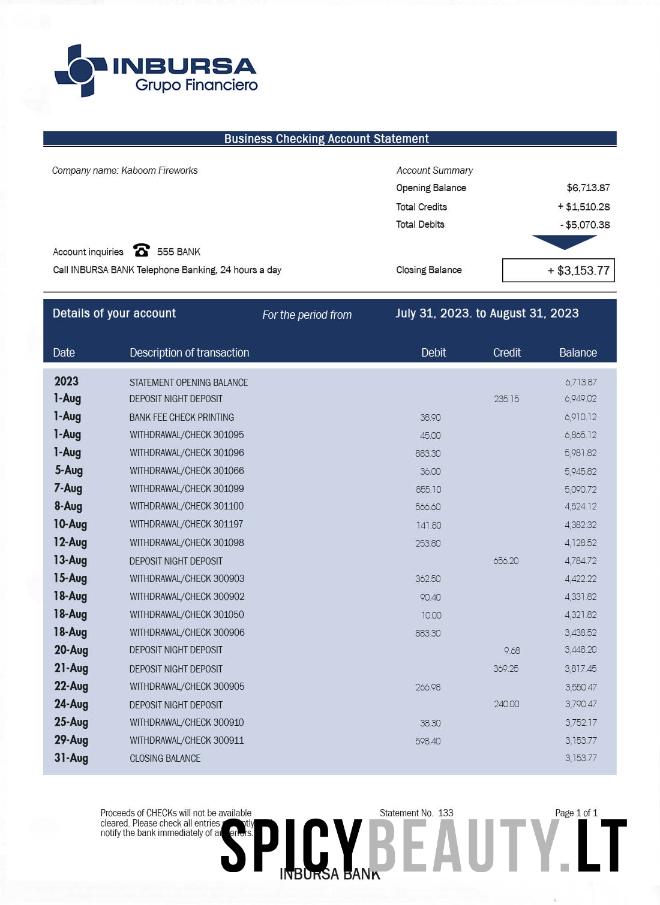 INBURSA
Grupo Financiero
Business Checking Account Statement
Company name: Kaboom Fireworks
Account Summary
Opening Balance $6,713.87
Total Credits + $1,510.28
Total Debits - $5,070.38
Account inquiries 555 BANK
Call INBURSA BANK Telephone Banking, 24 hours a day
Closing Balance + $3,153.77
Details of your account For the period from July 31, 2023. to August 31, 2023
Date Description of transaction Debit Credit Balance
2023 STATEMENT OPENING BALANCE 6,713.87
1-Aug DEPOSIT NIGHT DEPOSIT 235.15 6,949.02
1-Aug BANK FEE CHECK PRINTING 38.90 6,910.12
1-Aug WITHDRAWAL/CHECK 301095 45.00 6,865.12
1-Aug WITHDRAWAL/CHECK 301096 883.30 5,981.82
5-Aug WITHDRAWAL/CHECK 301066 36.00 5,945.82
7-Aug WITHDRAWAL/CHECK 301099 855.10 5,090.72
8-Aug WITHDRAWAL/CHECK 301100 566.60 4,524.12
10-Aug WITHDRAWAL/CHECK 301197 141.80 4,382.32
12-Aug WITHDRAWAL/CHECK 301098 253.80 4,128.52
13-Aug DEPOSIT NIGHT DEPOSIT 656.20 4,784.72
15-Aug WITHDRAWAL/CHECK 300903 362.50 4,422.22
18-Aug WITHDRAWAL/CHECK 300902 90.40 4,331.82
18-Aug WITHDRAWAL/CHECK 301050 10.00 4,321.82
18-Aug WITHDRAWAL/CHECK 300906 883.30 3,438.52
20-Aug DEPOSIT NIGHT DEPOSIT 9.68 3,448.20
21-Aug DEPOSIT NIGHT DEPOSIT 369.25 3,817.45
22-Aug WITHDRAWAL/CHECK 300905 266.98 3,550.47
24-Aug DEPOSIT NIGHT DEPOSIT 240.00 3,790.47
25-Aug WITHDRAWAL/CHECK 300910 38.30 3,752.17
29-Aug WITHDRAWAL/CHECK 300911 598.40 3,153.77
31-Aug CLOSING BALANCE 3,153.77
Proceeds of CHECKs will not be available Statement No. 133 Page 1 of 1
cleared. Please check all entries
notify the bank immediately of
SPICYBEAUTY.LT
INBURSA BANK